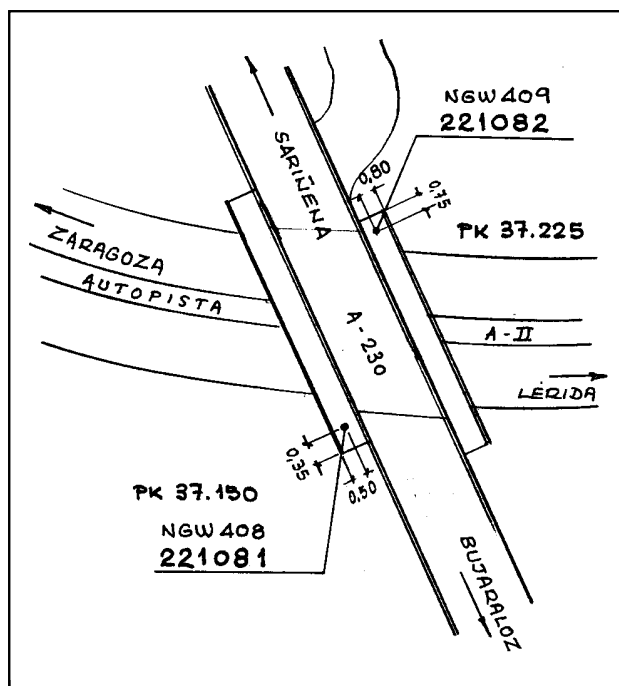 NGW 409
221082
SARIÑENA
0,80
0,75
PK 37.225
ZARAGOZA
AUTOPISTA
A-230
A-II
LÉRIDA
0,35
0,50
PK 37.150
NGW 408
221081
BUJARALOZ